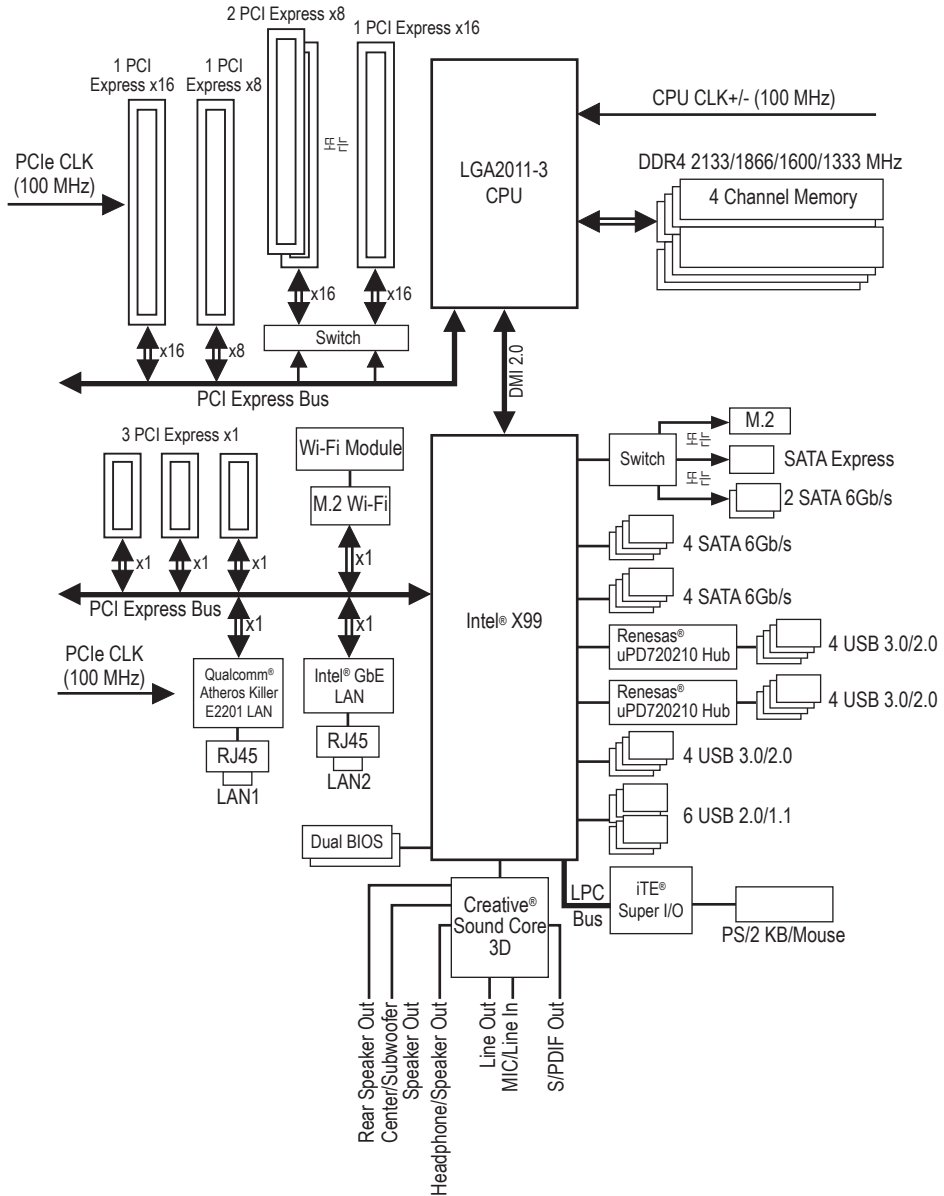 2 PCI Express x8
1 PCI Express x16
1 PCI
Express x16
1 PCI
Express x8
또는
PCIe CLK
(100 MHz)
LGA2011-3
CPU
CPU CLK+/- (100 MHz)
DDR4 2133/1866/1600/1333 MHz
4 Channel Memory
x16
x16
Switch
x16
x8
PCI Express Bus
DMI 2.0
3 PCI Express x1
Wi-Fi Module
M.2 Wi-Fi
x1
x1
x1
x1
PCI Express Bus
x1
x1
PCIe CLK
(100 MHz)
Qualcomm®
Atheros Killer
E2201 LAN
Intel® GbE
LAN
RJ45
LAN1
RJ45
LAN2
Dual BIOS
Intel® X99
Switch
M.2
또는
SATA Express
또는
2 SATA 6Gb/s
4 SATA 6Gb/s
4 SATA 6Gb/s
Renesas®
uPD720210 Hub
4 USB 3.0/2.0
Renesas®
uPD720210 Hub
4 USB 3.0/2.0
4 USB 3.0/2.0
6 USB 2.0/1.1
LPC
Bus
iTE®
Super I/O
PS/2 KB/Mouse
Creative®
Sound Core
3D
Rear Speaker Out
Center/Subwoofer
Speaker Out
Headphone/Speaker Out
Line Out
MIC/Line In
S/PDIF Out